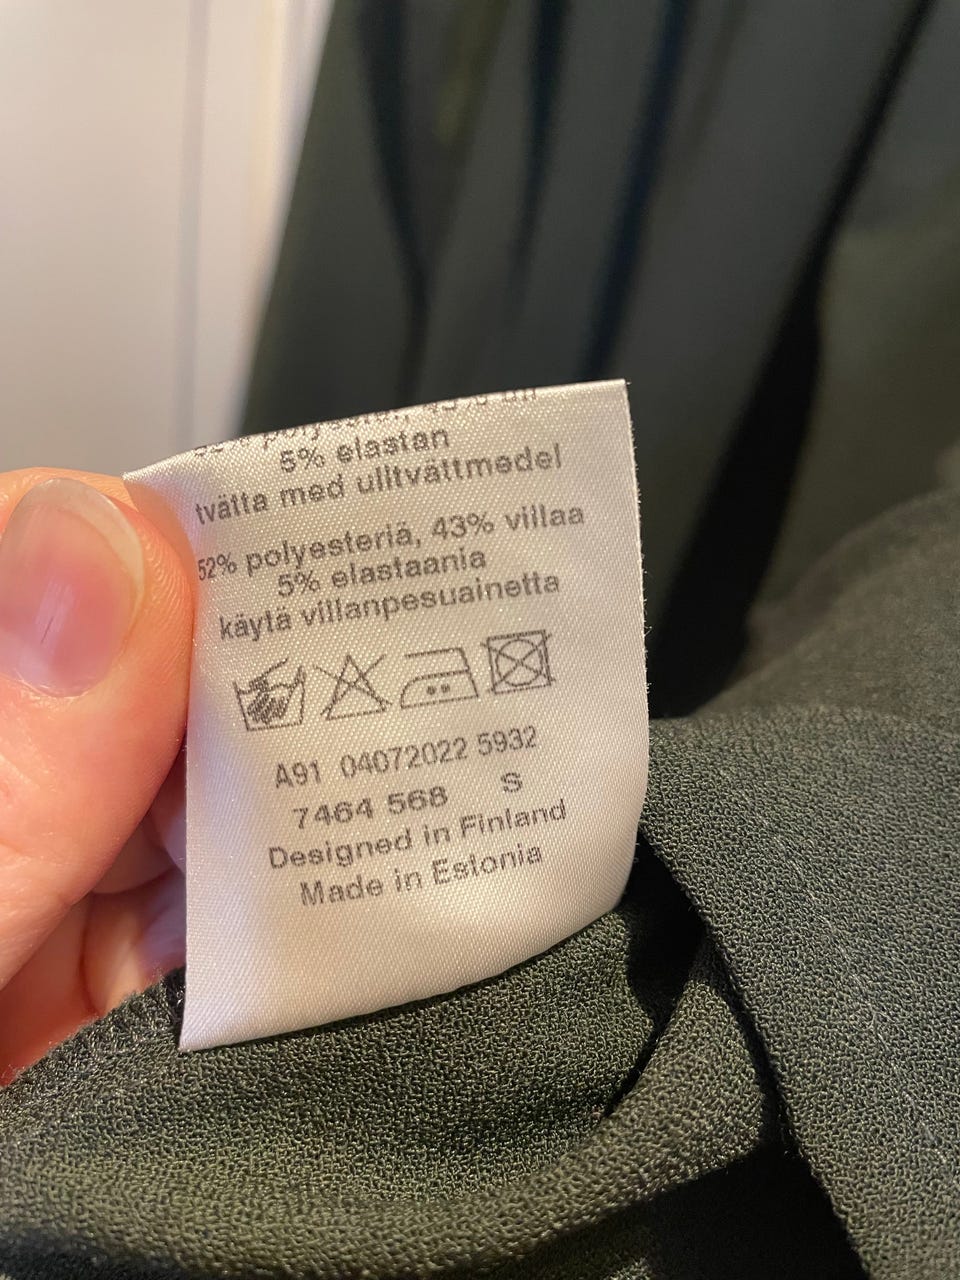 5% elastan
tvätta med ulltvättmedel
52% polyesteriä, 43% villaa
5% elastaania
käytä villanpesuainetta
A91 04072022 5932
7464 568 S
Designed in Finland
Made in Estonia